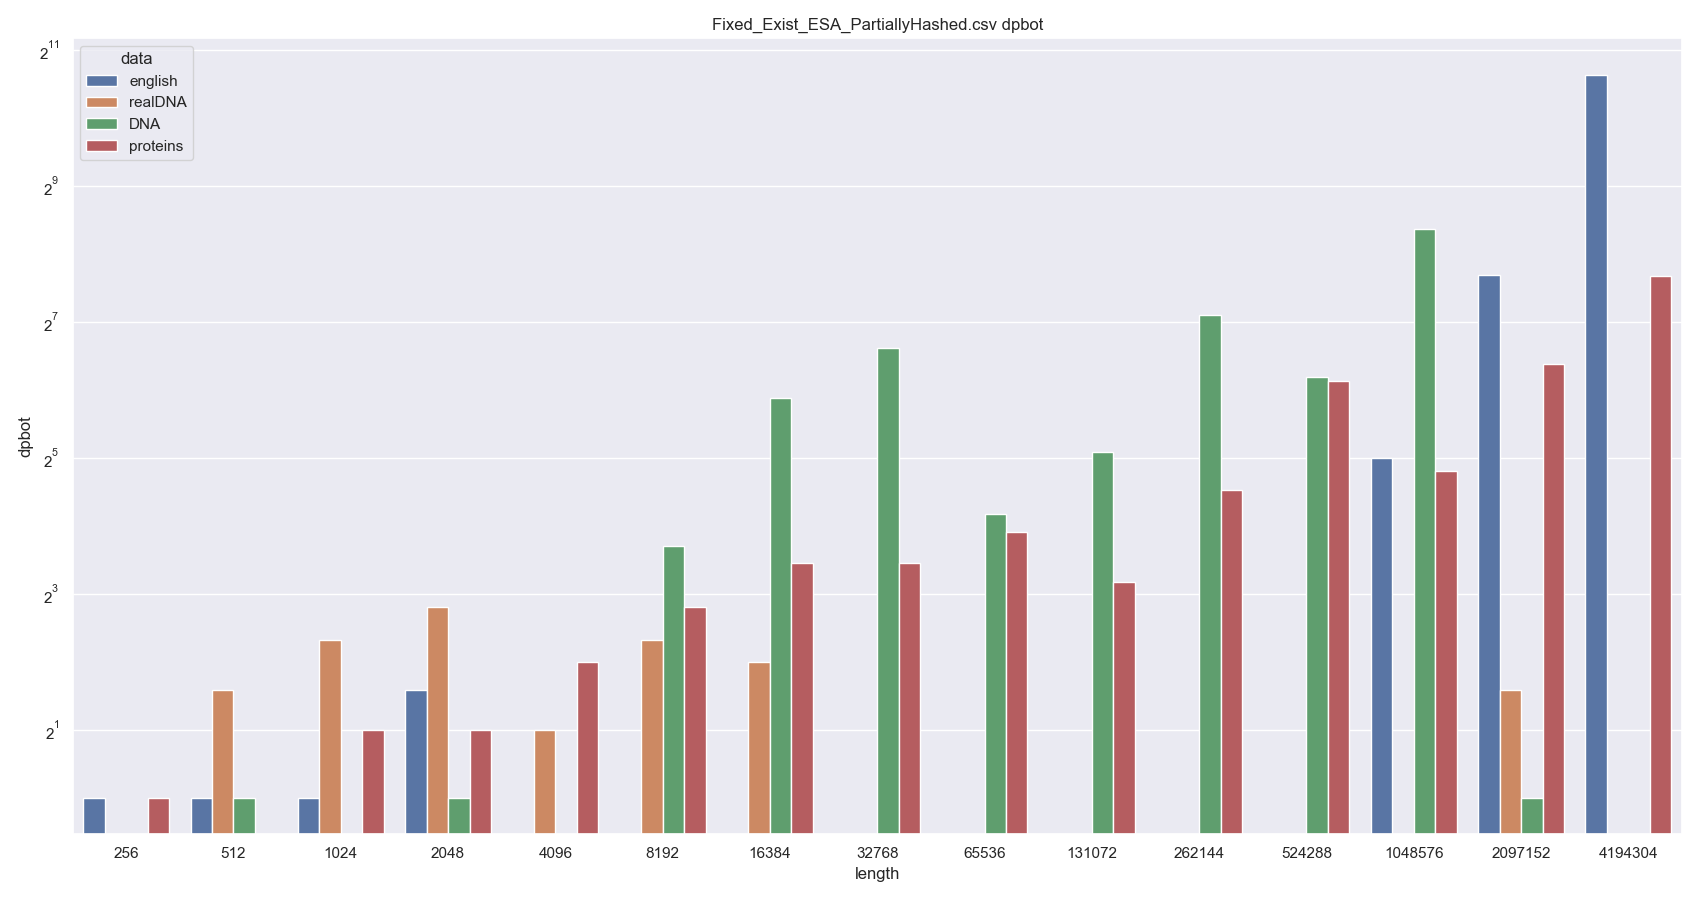 Fixed_Exist_ESA_PartiallyHashed.csv dpbot
data
english
realDNA
DNA
proteins
2^11
2^9
2^7
2^5
2^3
2^1
dpbot
256 512 1024 2048 4096 8192 16384 32768 65536 131072 262144 524288 1048576 2097152 4194304
length